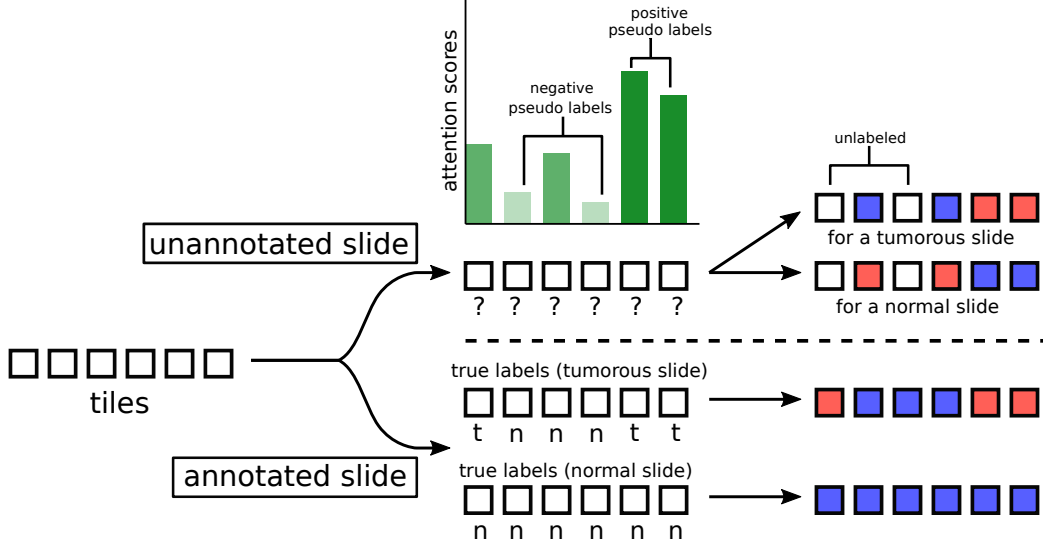 positive
pseudo labels
attention scores
negative
pseudo labels
unlabeled
unannotated slide
for a tumorous slide
? ? ? ? ? ?
for a normal slide
tiles
true labels (tumorous slide)
t n n n t t
annotated slide
true labels (normal slide)
n n n n n n